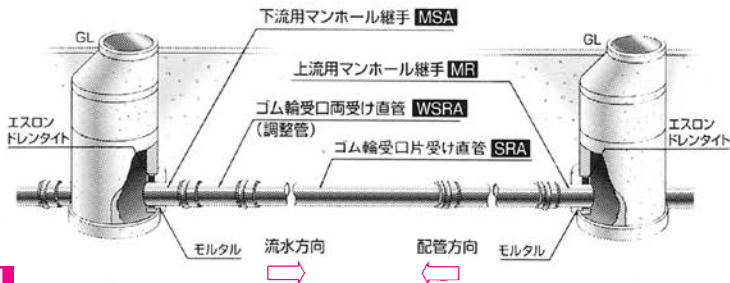 下流用マンホール継手 MSA
GL
GL
上流用マンホール継手 MR
ゴム輪受口両受け直管 WSRA
(調整管)
エスロン
ドレンタイト
エスロン
ドレンタイト
ゴム輪受口片受け直管 SRA
モルタル
流水方向
配管方向
モルタル